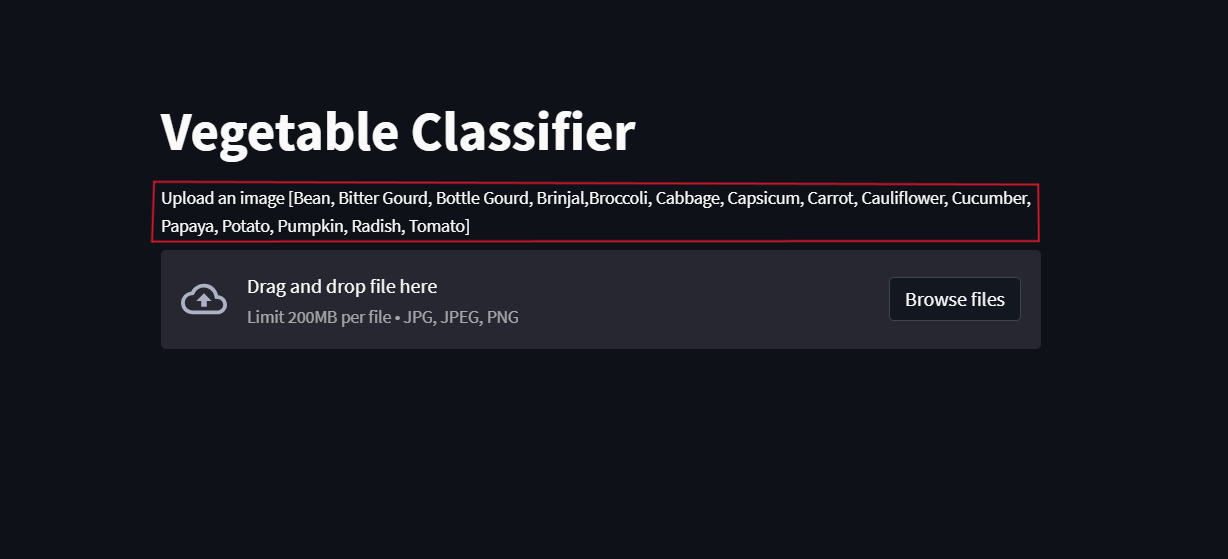 Vegetable Classifier
Upload an image [Bean, Bitter Gourd, Bottle Gourd, Brinjal,Broccoli, Cabbage, Capsicum, Carrot, Cauliflower, Cucumber,
Papaya, Potato, Pumpkin, Radish, Tomato]
Drag and drop file here
Limit 200MB per file • JPG, JPEG, PNG
Browse files